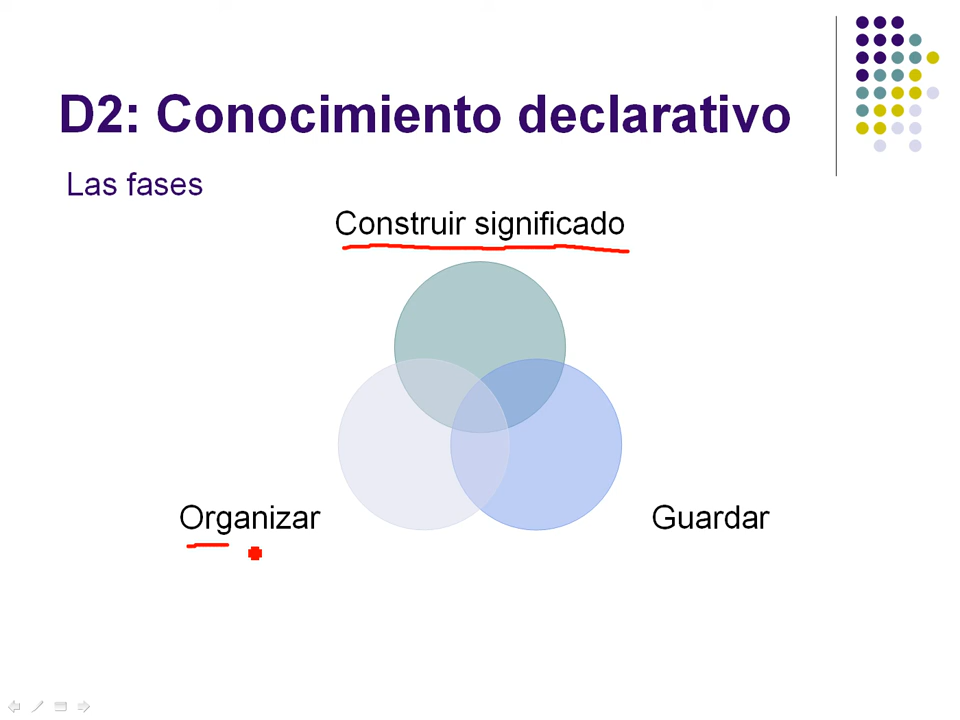 D2: Conocimiento declarativo
Las fases
Construir significado
Organizar
Guardar